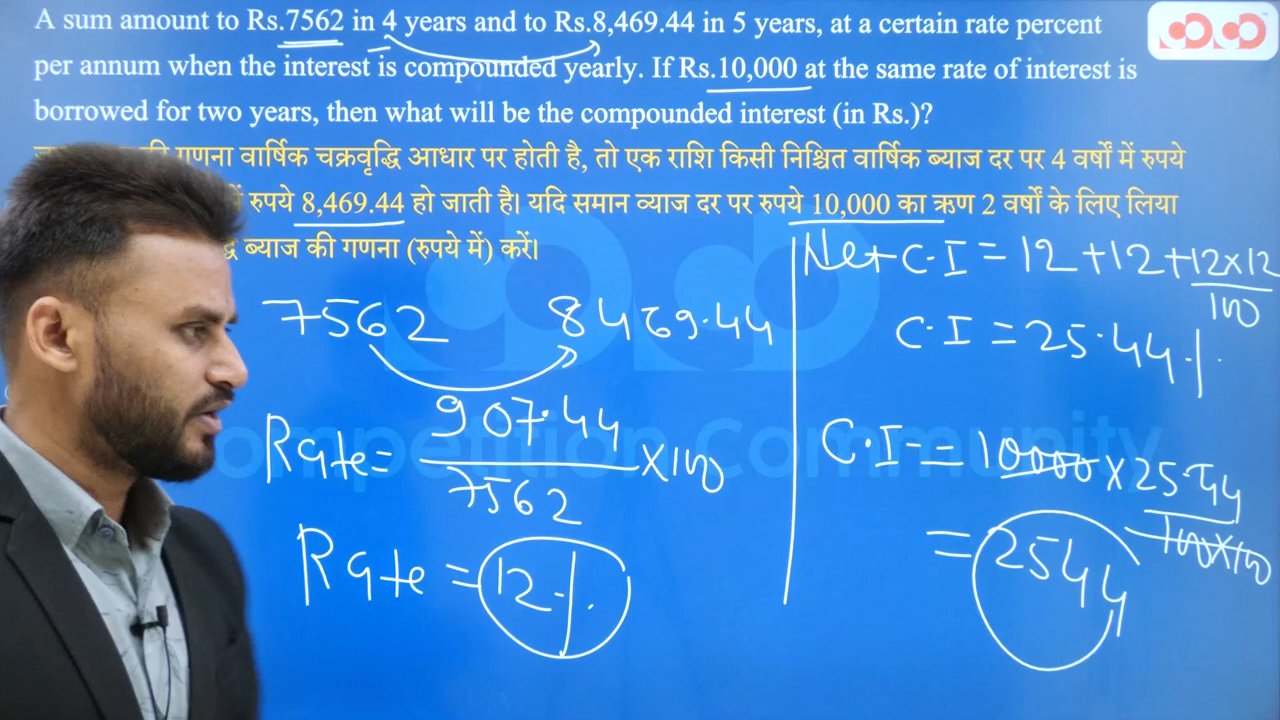 A sum amount to Rs.7562 in 4 years and to Rs.8,469.44 in 5 years, at a certain rate percent
per annum when the interest is compounded yearly. If Rs.10,000 at the same rate of interest is
borrowed for two years, then what will be the compounded interest (in Rs.)?
गणना वार्षिक चक्रवृद्धि आधार पर होती है, तो एक राशि किसी निश्चित वार्षिक ब्याज दर पर 4 वर्षों में रुपये
रुपये 8,469.44 हो जाती है। यदि समान व्याज दर पर रुपये 10,000 का ऋण 2 वर्षों के लिए लिया
ब्याज की गणना (रुपये में) करें।
7562 8469.44
Rate = 907.44 / 7562 × 100
Rate = 12%
Net C.I = 12 + 12 + 12×12 / 100
C.I = 25.44%
C.I = 10000 × 25.44 / 100×100
= 2544
Competition Community